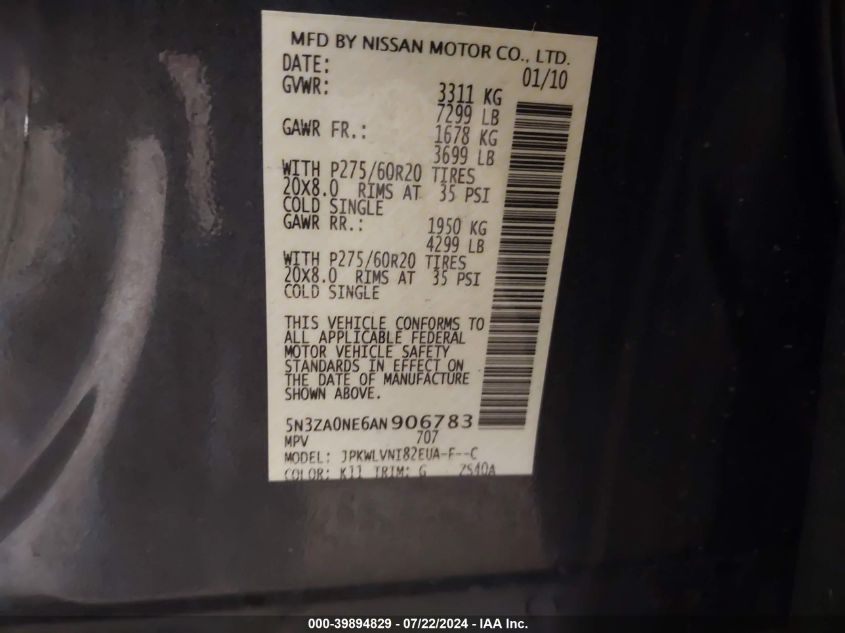 MFD BY NISSAN MOTOR CO., LTD.
DATE: 01/10
GVWR: 3311 KG
7299 LB
GAWR FR.: 1678 KG
3699 LB
WITH P275/60R20 TIRES
20X8.0 RIMS AT 35 PSI
COLD SINGLE
GAWR RR.: 1950 KG
4299 LB
WITH P275/60R20 TIRES
20X8.0 RIMS AT 35 PSI
COLD SINGLE
THIS VEHICLE CONFORMS TO
ALL APPLICABLE FEDERAL
MOTOR VEHICLE SAFETY
STANDARDS IN EFFECT ON
THE DATE OF MANUFACTURE
SHOWN ABOVE.
5N3ZA0NE6AN906783
MPV 707
MODEL: JPKWLVNI82EUA-F--C
COLOR: K11 TRIM: G ZS40A
000-39894829 / 07/22/2024 - IAA Inc.